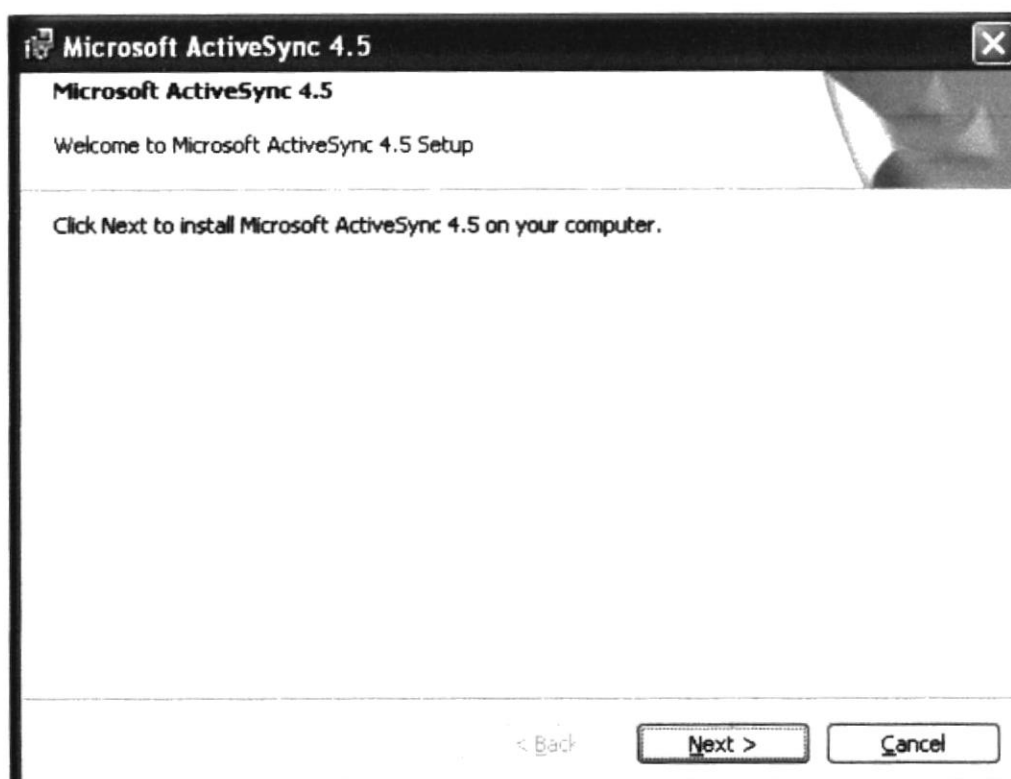 Microsoft ActiveSync 4.5
Microsoft ActiveSync 4.5
Welcome to Microsoft ActiveSync 4.5 Setup
Click Next to install Microsoft ActiveSync 4.5 on your computer.
< Back Next > Cancel